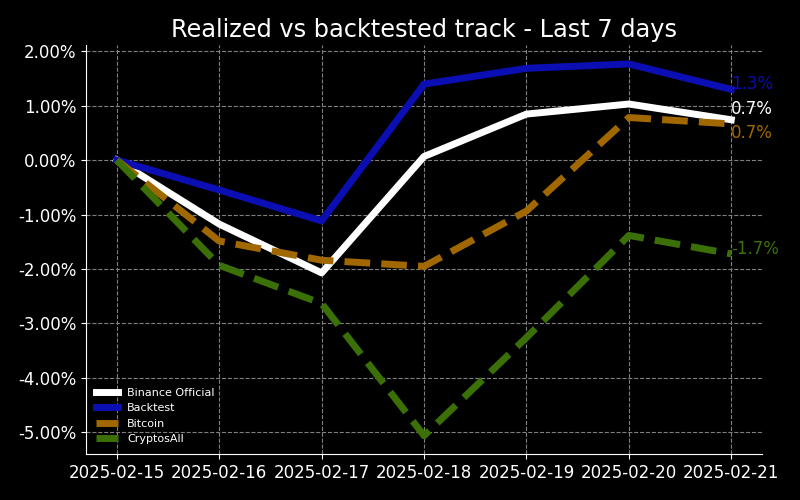 Realized vs backtested track - Last 7 days
2.00%
1.00%
0.00%
-1.00%
-2.00%
-3.00%
-4.00%
-5.00%
1.3%
0.7%
0.7%
-1.7%
Binance Official
Backtest
Bitcoin
CryptosAll
2025-02-15 2025-02-16 2025-02-17 2025-02-18 2025-02-19 2025-02-20 2025-02-21